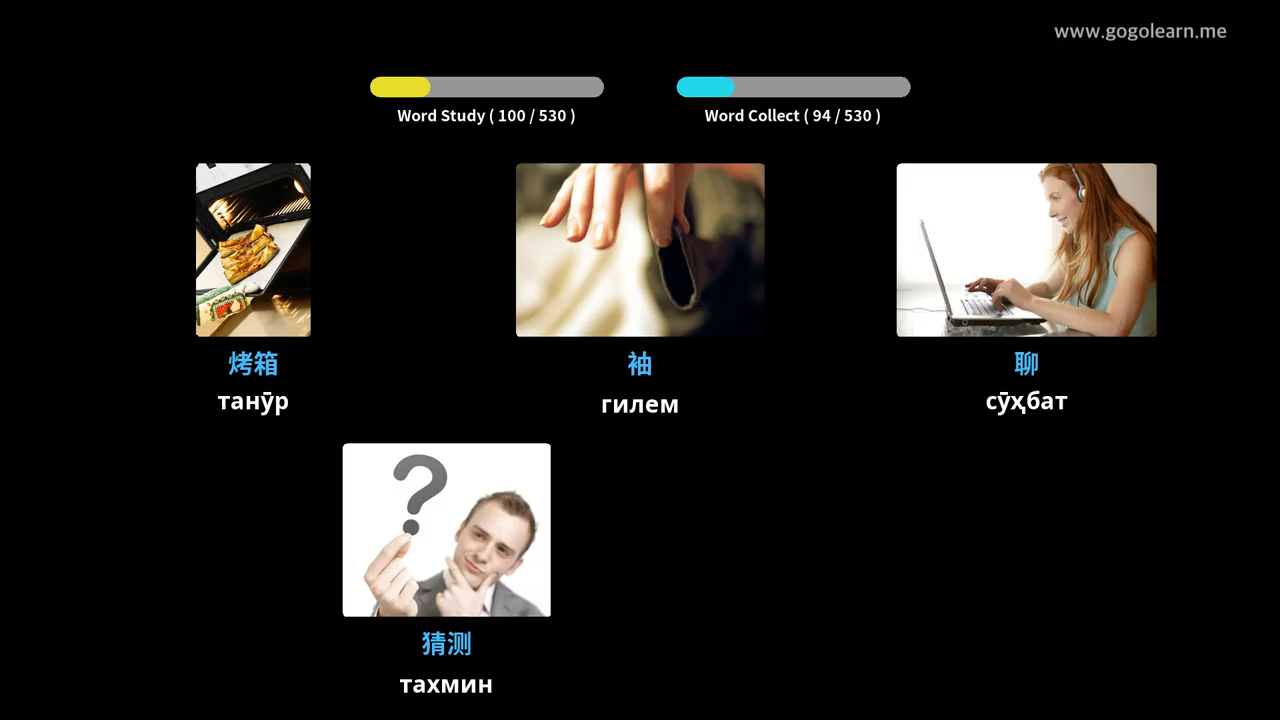 www.gogolearn.me
Word Study ( 100 / 530 )
Word Collect ( 94 / 530 )
烤箱
танӯр
袖
гилем
聊
сӯҳбат
猜测
тахмин